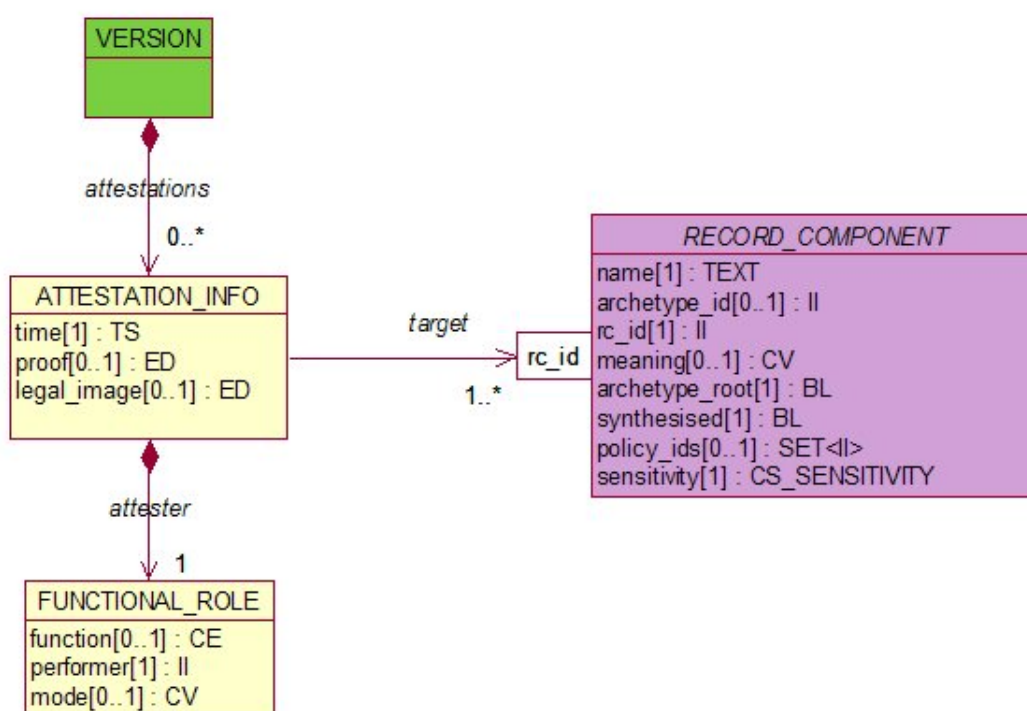 VERSION
attestations
0..*
ATTESTATION_INFO
time[1] : TS
proof[0..1] : ED
legal_image[0..1] : ED
target
rc_id
1..*
RECORD_COMPONENT
name[1] : TEXT
archetype_id[0..1] : II
rc_id[1] : II
meaning[0..1] : CV
archetype_root[1] : BL
synthesised[1] : BL
policy_ids[0..1] : SET<II>
sensitivity[1] : CS_SENSITIVITY
attester
1
FUNCTIONAL_ROLE
function[0..1] : CE
performer[1] : II
mode[0..1] : CV